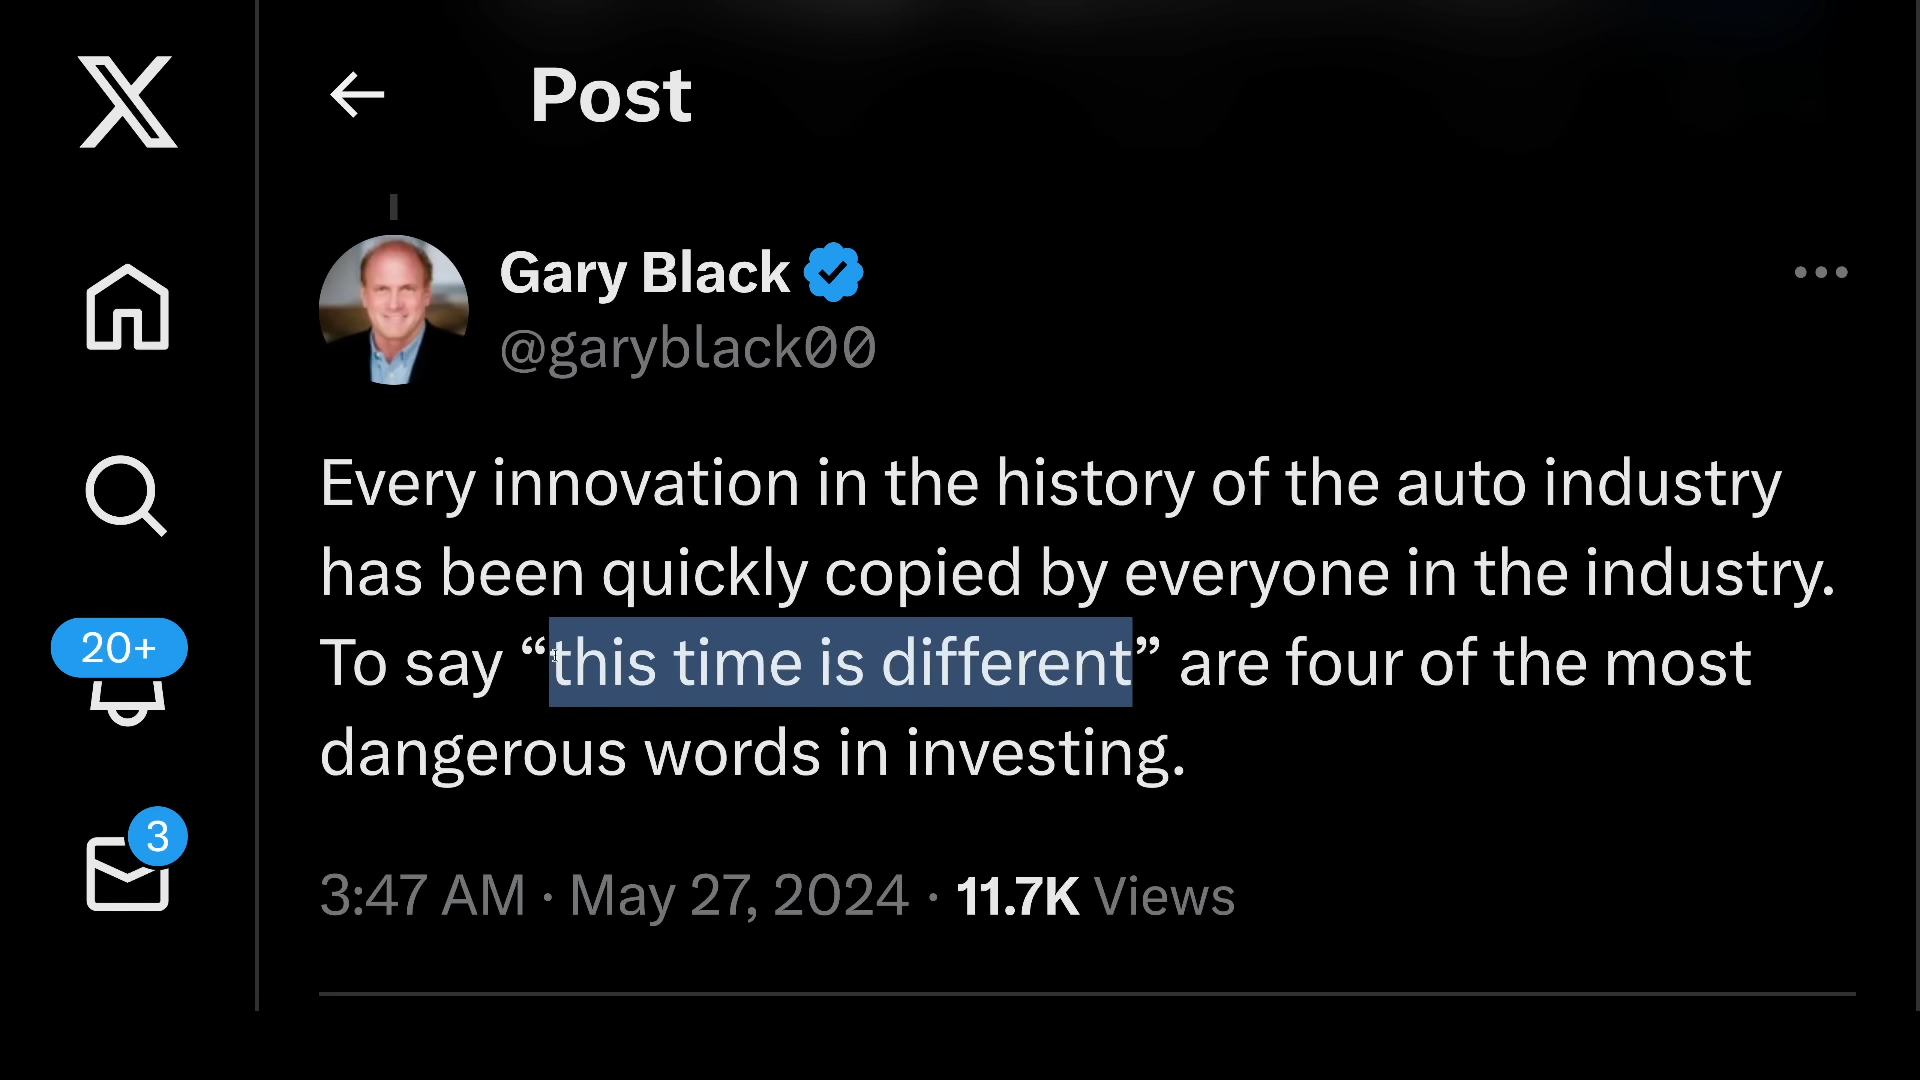 Post
Gary Black
@garyblack00
Every innovation in the history of the auto industry
has been quickly copied by everyone in the industry.
To say “this time is different” are four of the most
dangerous words in investing.
20+
3
3:47 AM · May 27, 2024 · 11.7K Views